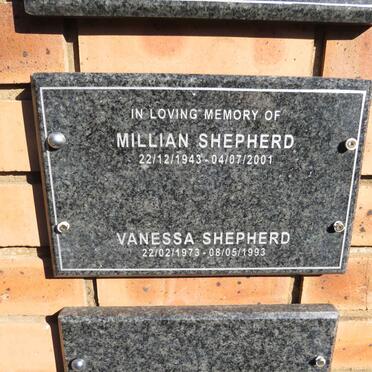 IN LOVING MEMORY OF
MILLIAN SHEPHERD
22/12/1943 - 04/07/2001
VANESSA SHEPHERD
22/02/1973 - 08/05/1993